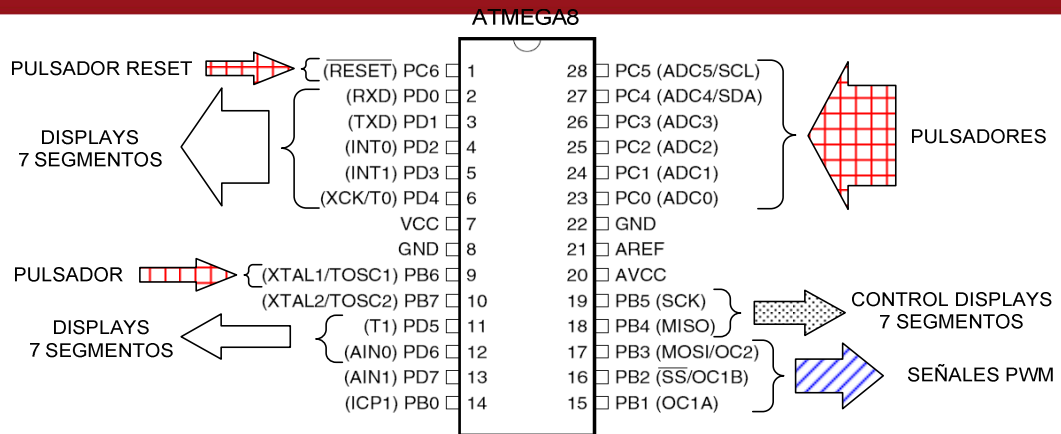 ATMEGA8
PULSADOR RESET
(RESET) PC6 1
(RXD) PD0 2
(TXD) PD1 3
(INT0) PD2 4
(INT1) PD3 5
(XCK/T0) PD4 6
VCC 7
GND 8
(XTAL1/TOSC1) PB6 9
(XTAL2/TOSC2) PB7 10
(T1) PD5 11
(AIN0) PD6 12
(AIN1) PD7 13
(ICP1) PB0 14
DISPLAYS
7 SEGMENTOS
PULSADOR
DISPLAYS
7 SEGMENTOS
28 PC5 (ADC5/SCL)
27 PC4 (ADC4/SDA)
26 PC3 (ADC3)
25 PC2 (ADC2)
24 PC1 (ADC1)
23 PC0 (ADC0)
22 GND
21 AREF
20 AVCC
19 PB5 (SCK)
18 PB4 (MISO)
17 PB3 (MOSI/OC2)
16 PB2 (SS/OC1B)
15 PB1 (OC1A)
PULSADORES
CONTROL DISPLAYS
7 SEGMENTOS
SEÑALES PWM